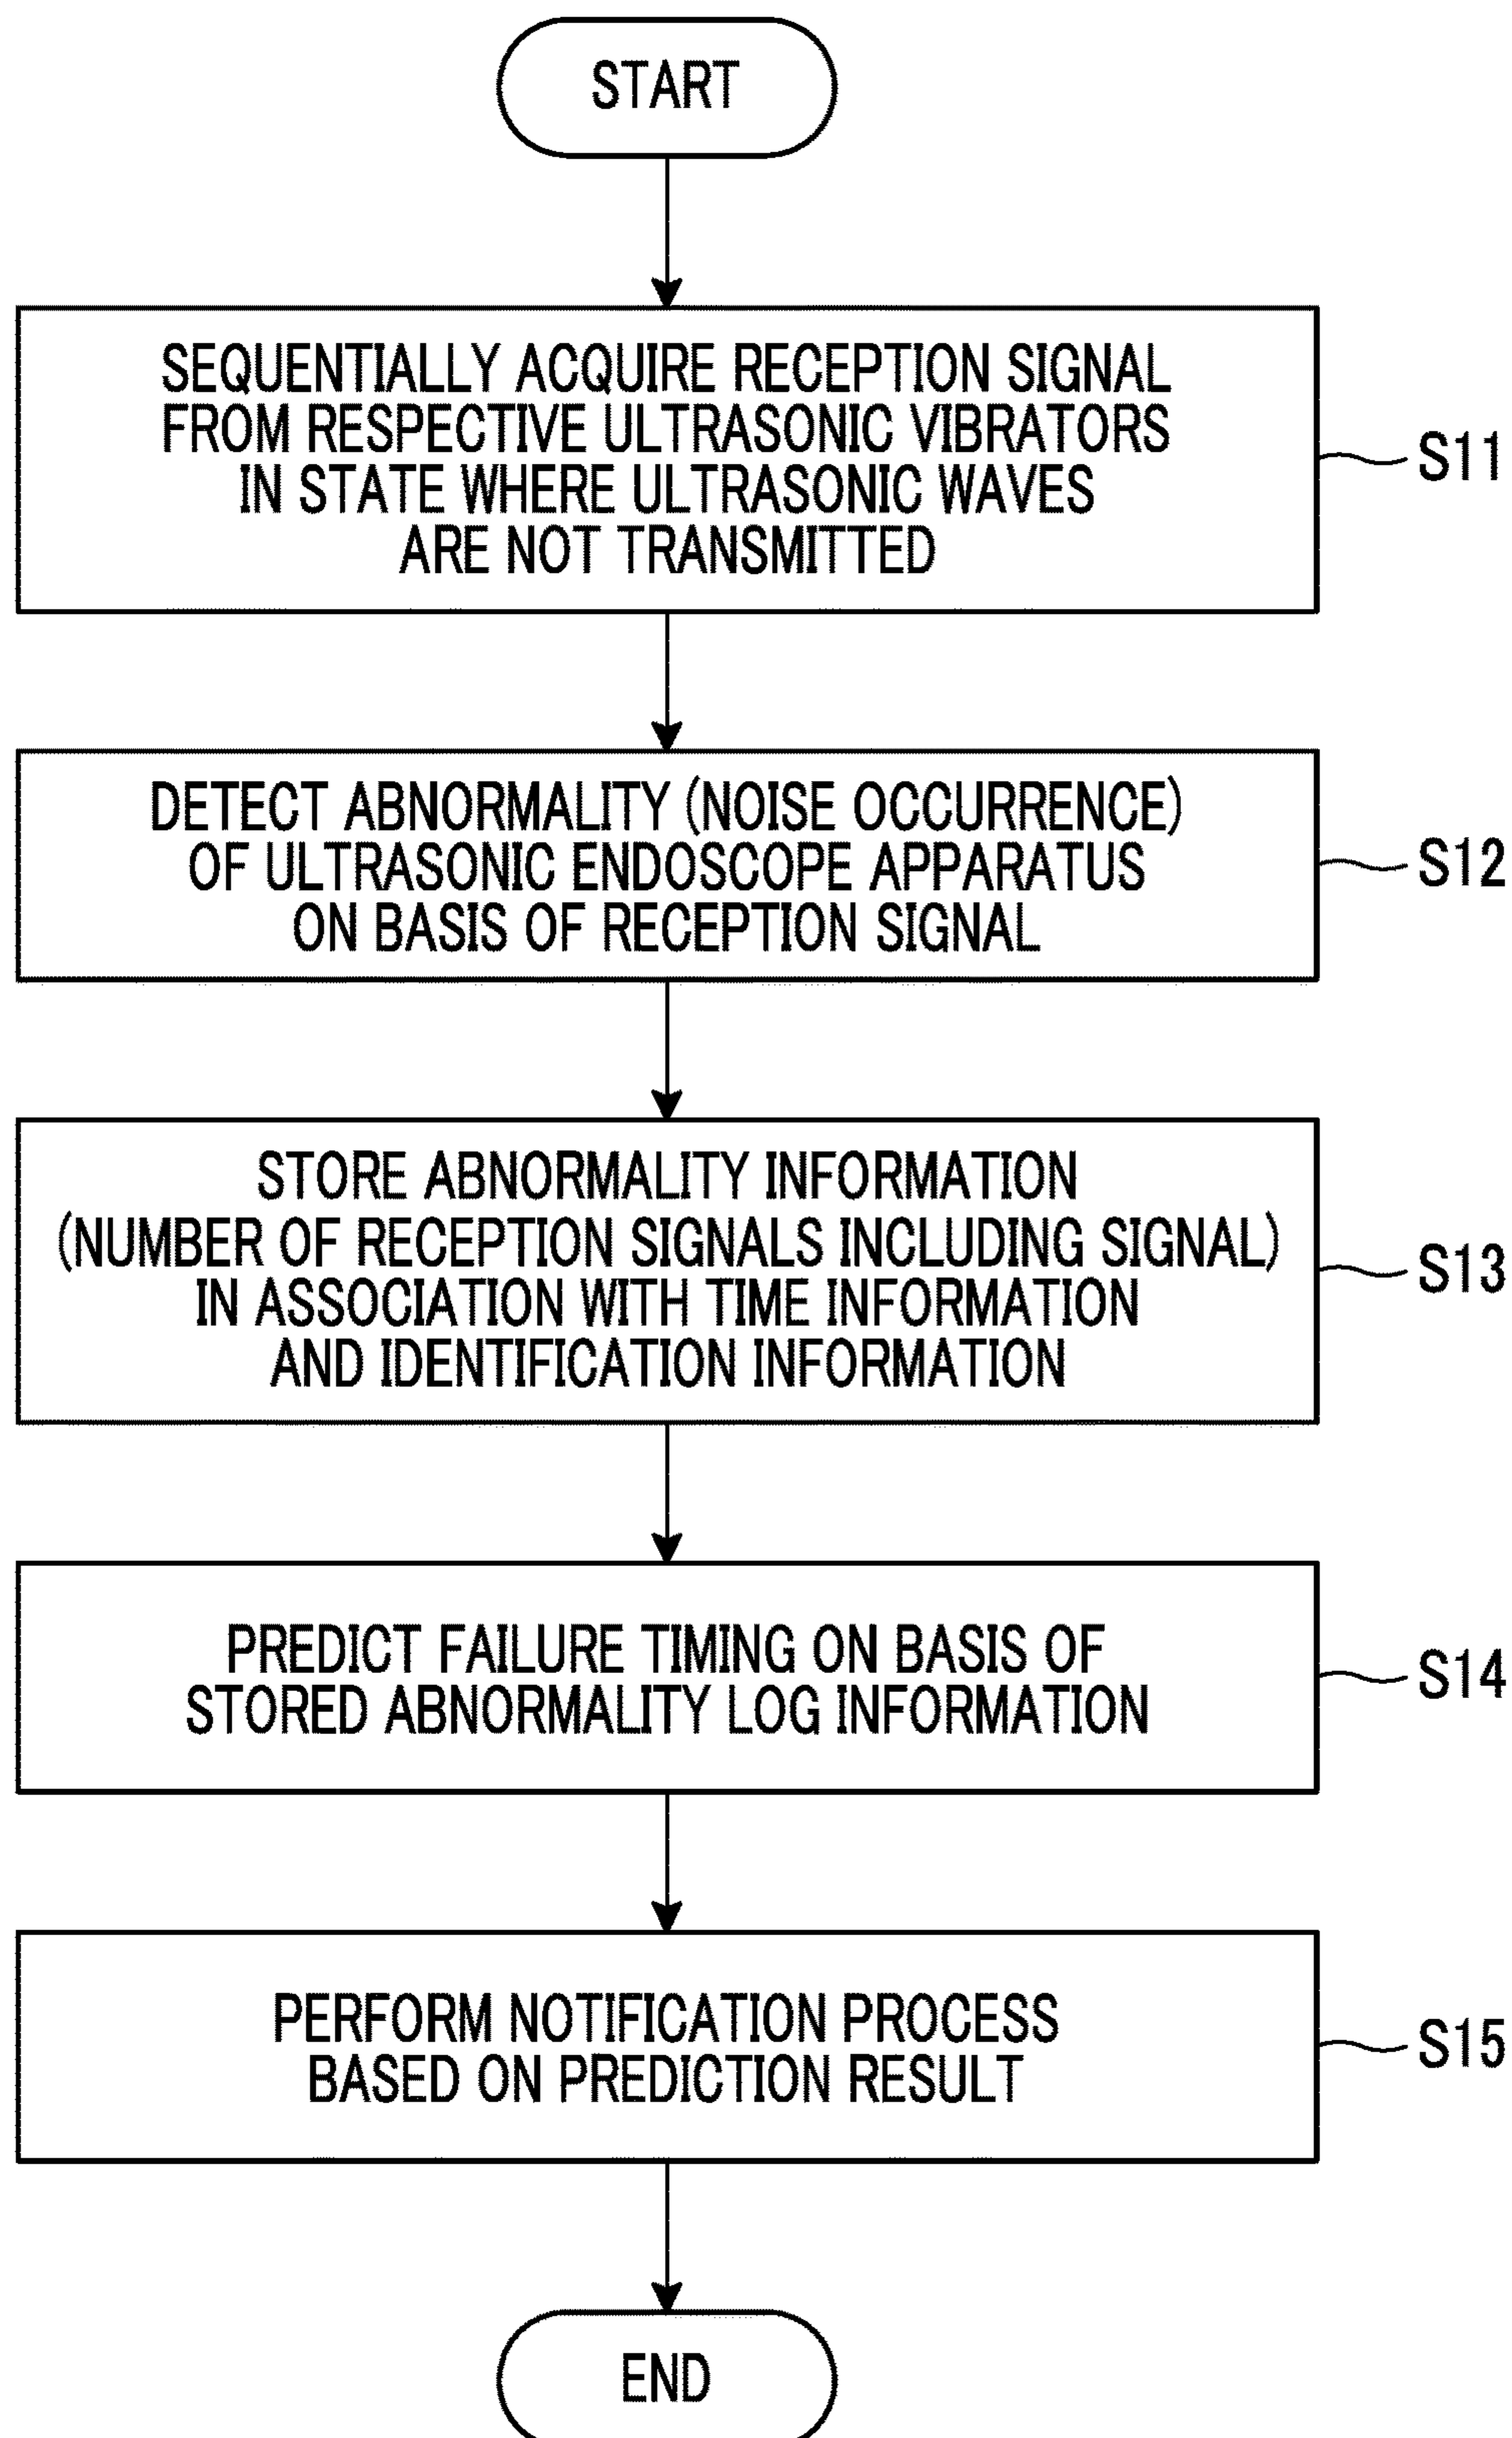 START
SEQUENTIALLY ACQUIRE RECEPTION SIGNAL
FROM RESPECTIVE ULTRASONIC VIBRATORS
IN STATE WHERE ULTRASONIC WAVES
ARE NOT TRANSMITTED
S11
DETECT ABNORMALITY (NOISE OCCURRENCE)
OF ULTRASONIC ENDOSCOPE APPARATUS
ON BASIS OF RECEPTION SIGNAL
S12
STORE ABNORMALITY INFORMATION
(NUMBER OF RECEPTION SIGNALS INCLUDING SIGNAL)
IN ASSOCIATION WITH TIME INFORMATION
AND IDENTIFICATION INFORMATION
S13
PREDICT FAILURE TIMING ON BASIS OF
STORED ABNORMALITY LOG INFORMATION
S14
PERFORM NOTIFICATION PROCESS
BASED ON PREDICTION RESULT
S15
END